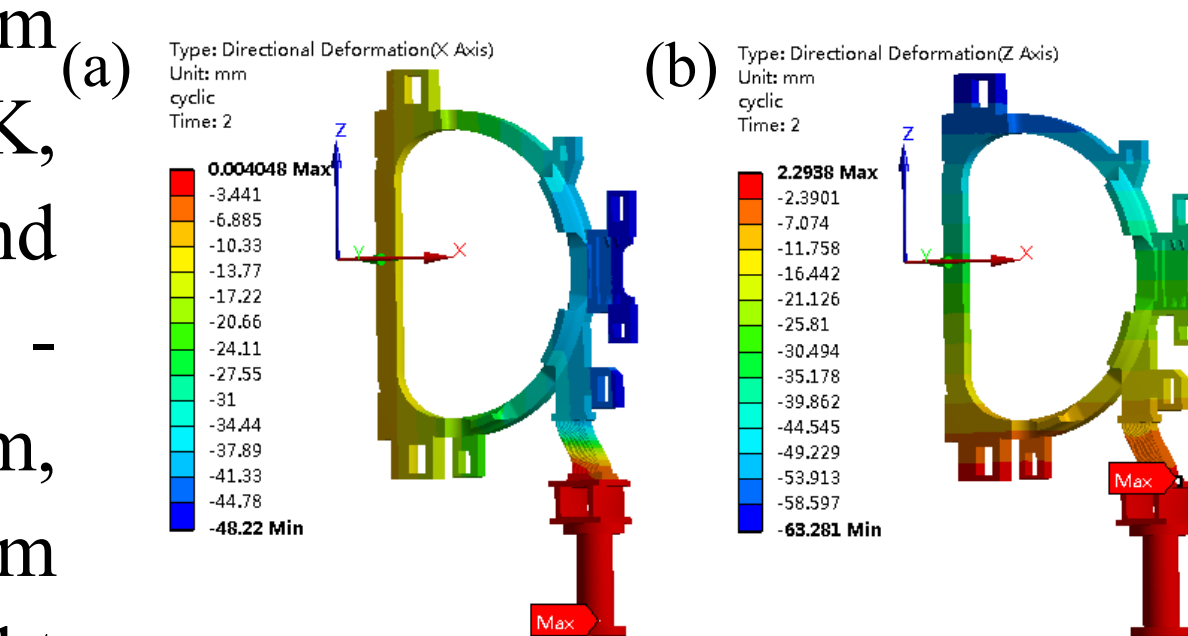 m
K,
nd
-
m,
m
(a)
Type: Directional Deformation(X Axis)
Unit: mm
cyclic
Time: 2
0.004048 Max
-3.441
-6.885
-10.33
-13.77
-17.22
-20.66
-24.11
-27.55
-31
-34.44
-37.89
-41.33
-44.78
-48.22 Min
Z
Y
X
Max
(b)
Type: Directional Deformation(Z Axis)
Unit: mm
cyclic
Time: 2
2.2938 Max
-2.3901
-7.074
-11.758
-16.442
-21.126
-25.81
-30.494
-35.178
-39.862
-44.545
-49.229
-53.913
-58.597
-63.281 Min
Z
Y
X
Max